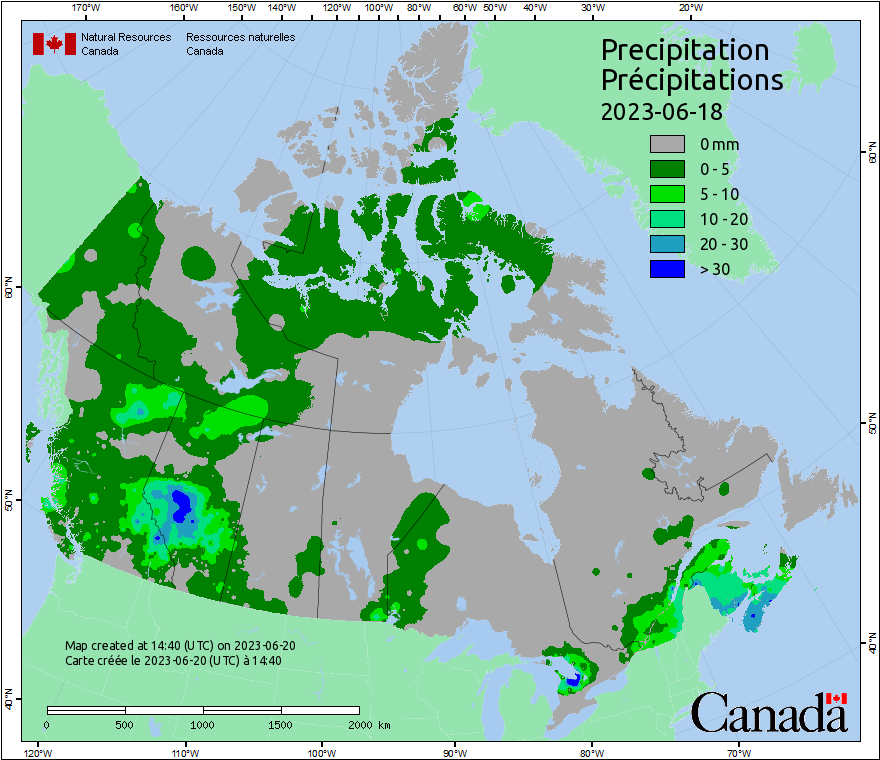 170°W 160°W 150°W 140°W 130°W 120°W 110°W 100°W 90°W 80°W 60°W 50°W 40°W 30°W 20°W
Natural Resources Ressources naturelles
Canada Canada
Precipitation
Précipitations
2023-06-18
0 mm
0 - 5
5 - 10
10 - 20
20 - 30
> 30
60°N 60°N
50°N 50°N
40°N 40°N
Map created at 14:40 (UTC) on 2023-06-20
Carte créée le 2023-06-20 (UTC) à 14:40
0 500 1000 1500 2000 km
Canada
120°W 110°W 100°W 90°W 80°W 70°W